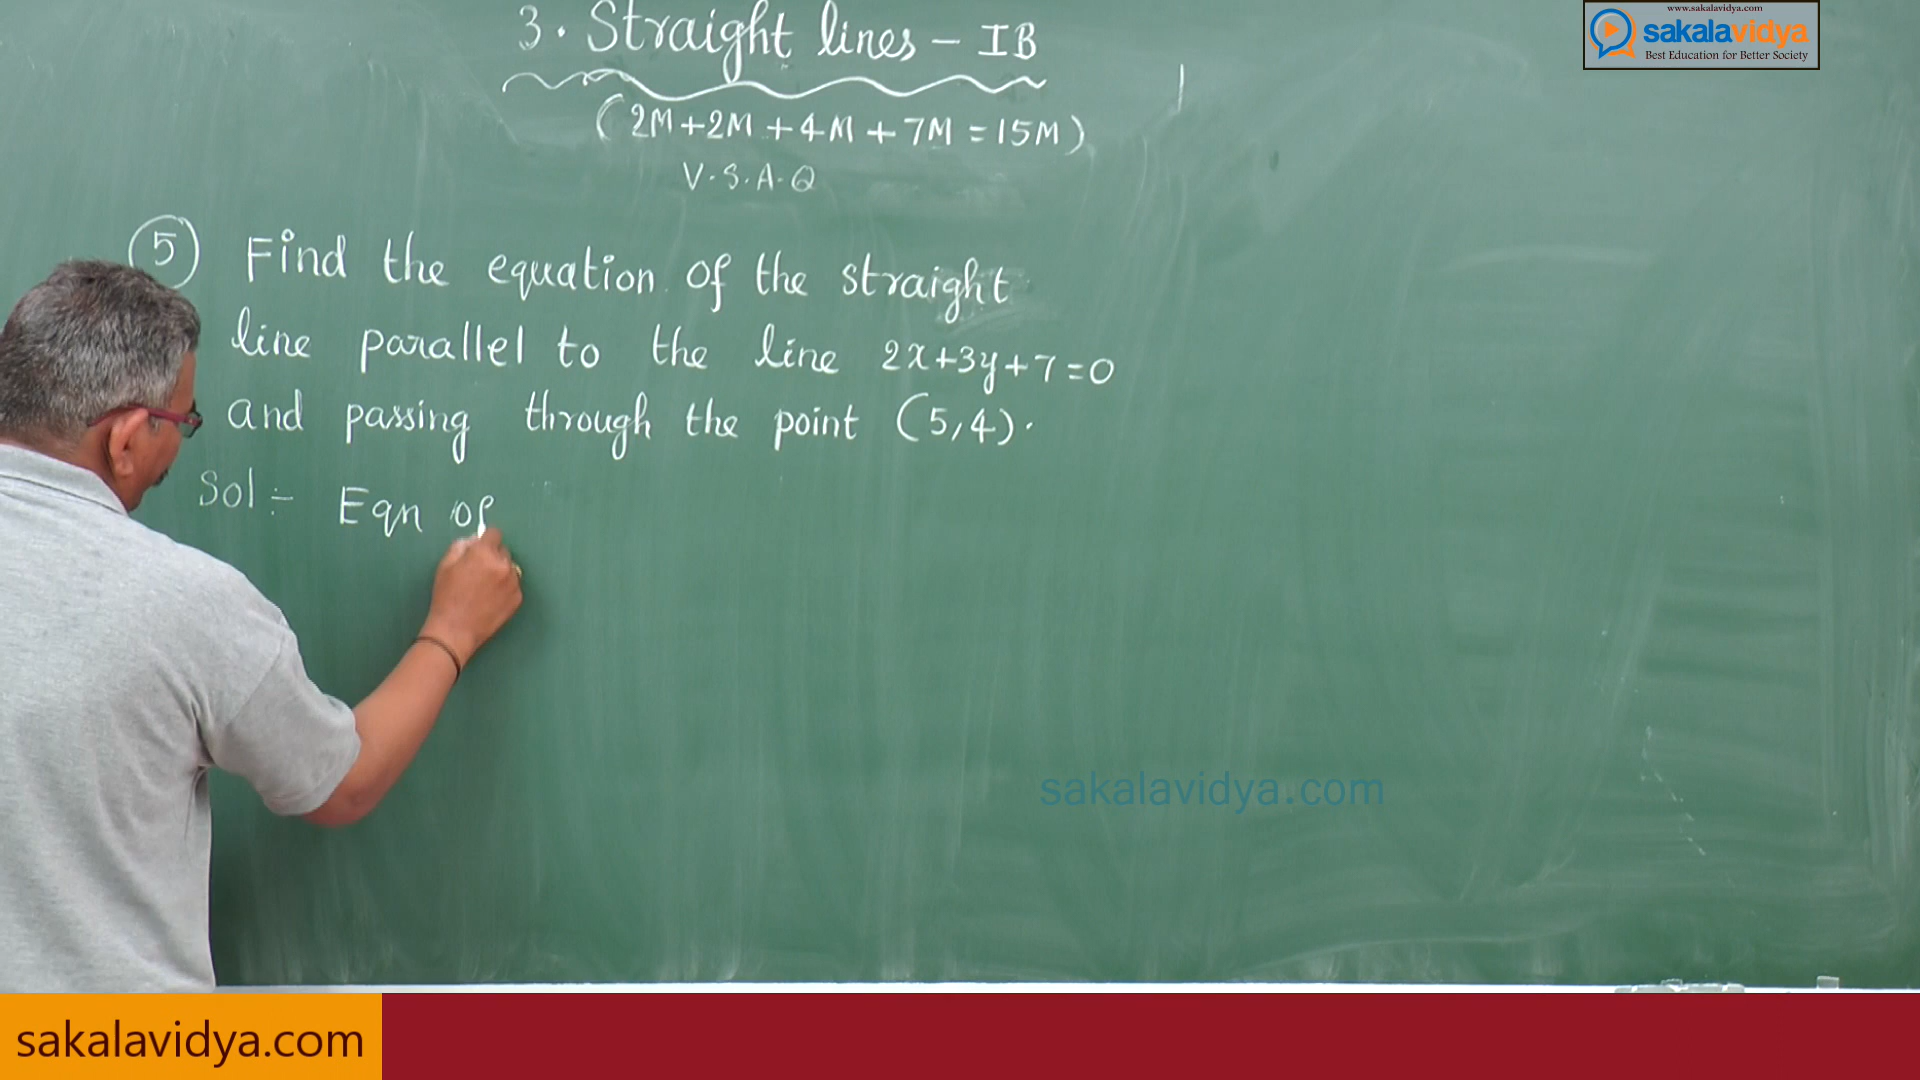 3. Straight lines - IB
(2M+2M+4M+7M=15M)
V.S.A.Q
5 Find the equation of the straight
line parallel to the line 2x+3y+7=0
and passing through the point (5,4).
Sol:- Eqn of
www.sakalavidya.com
sakalavidya
Best Education for Better Society
sakalavidya.com
sakalavidya.com